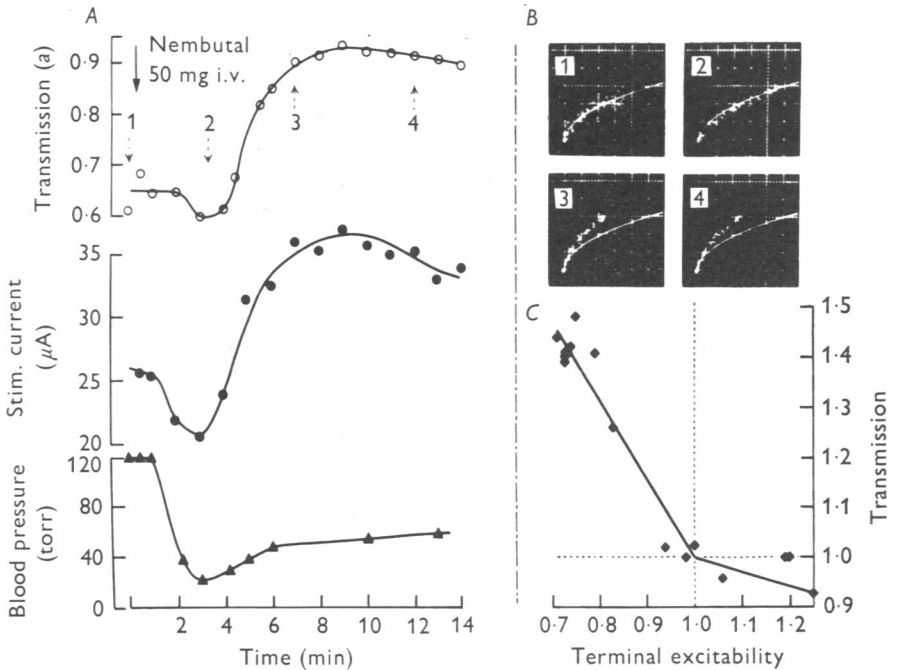 A
Nembutal
50 mg i.v.
Transmission (a)
0·9
0·8
0·7
0·6
1
2
3
4
Stim. current
(μA)
35
30
25
20
Blood pressure
(torr)
120
80
40
0
2 4 6 8 10 12 14
Time (min)
B
1
2
3
4
C
1·5
1·4
1·3
1·2
1·1
1·0
0·9
Transmission
0·7 0·8 0·9 1·0 1·1 1·2
Terminal excitability